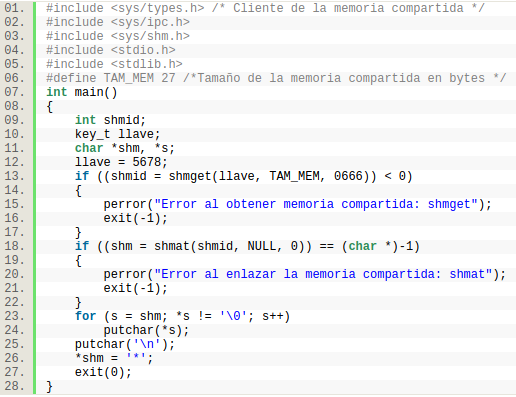 01. #include <sys/types.h> /* Cliente de la memoria compartida */
02. #include <sys/ipc.h>
03. #include <sys/shm.h>
04. #include <stdio.h>
05. #include <stdlib.h>
06. #define TAM_MEM 27 /*Tamaño de la memoria compartida en bytes */
07. int main()
08. {
09.     int shmid;
10.     key_t llave;
11.     char *shm, *s;
12.     llave = 5678;
13.     if ((shmid = shmget(llave, TAM_MEM, 0666)) < 0)
14.     {
15.         perror("Error al obtener memoria compartida: shmget");
16.         exit(-1);
17.     }
18.     if ((shm = shmat(shmid, NULL, 0)) == (char *)-1)
19.     {
20.         perror("Error al enlazar la memoria compartida: shmat");
21.         exit(-1);
22.     }
23.     for (s = shm; *s != '\0'; s++)
24.         putchar(*s);
25.     putchar('\n');
26.     *shm = '*';
27.     exit(0);
28. }